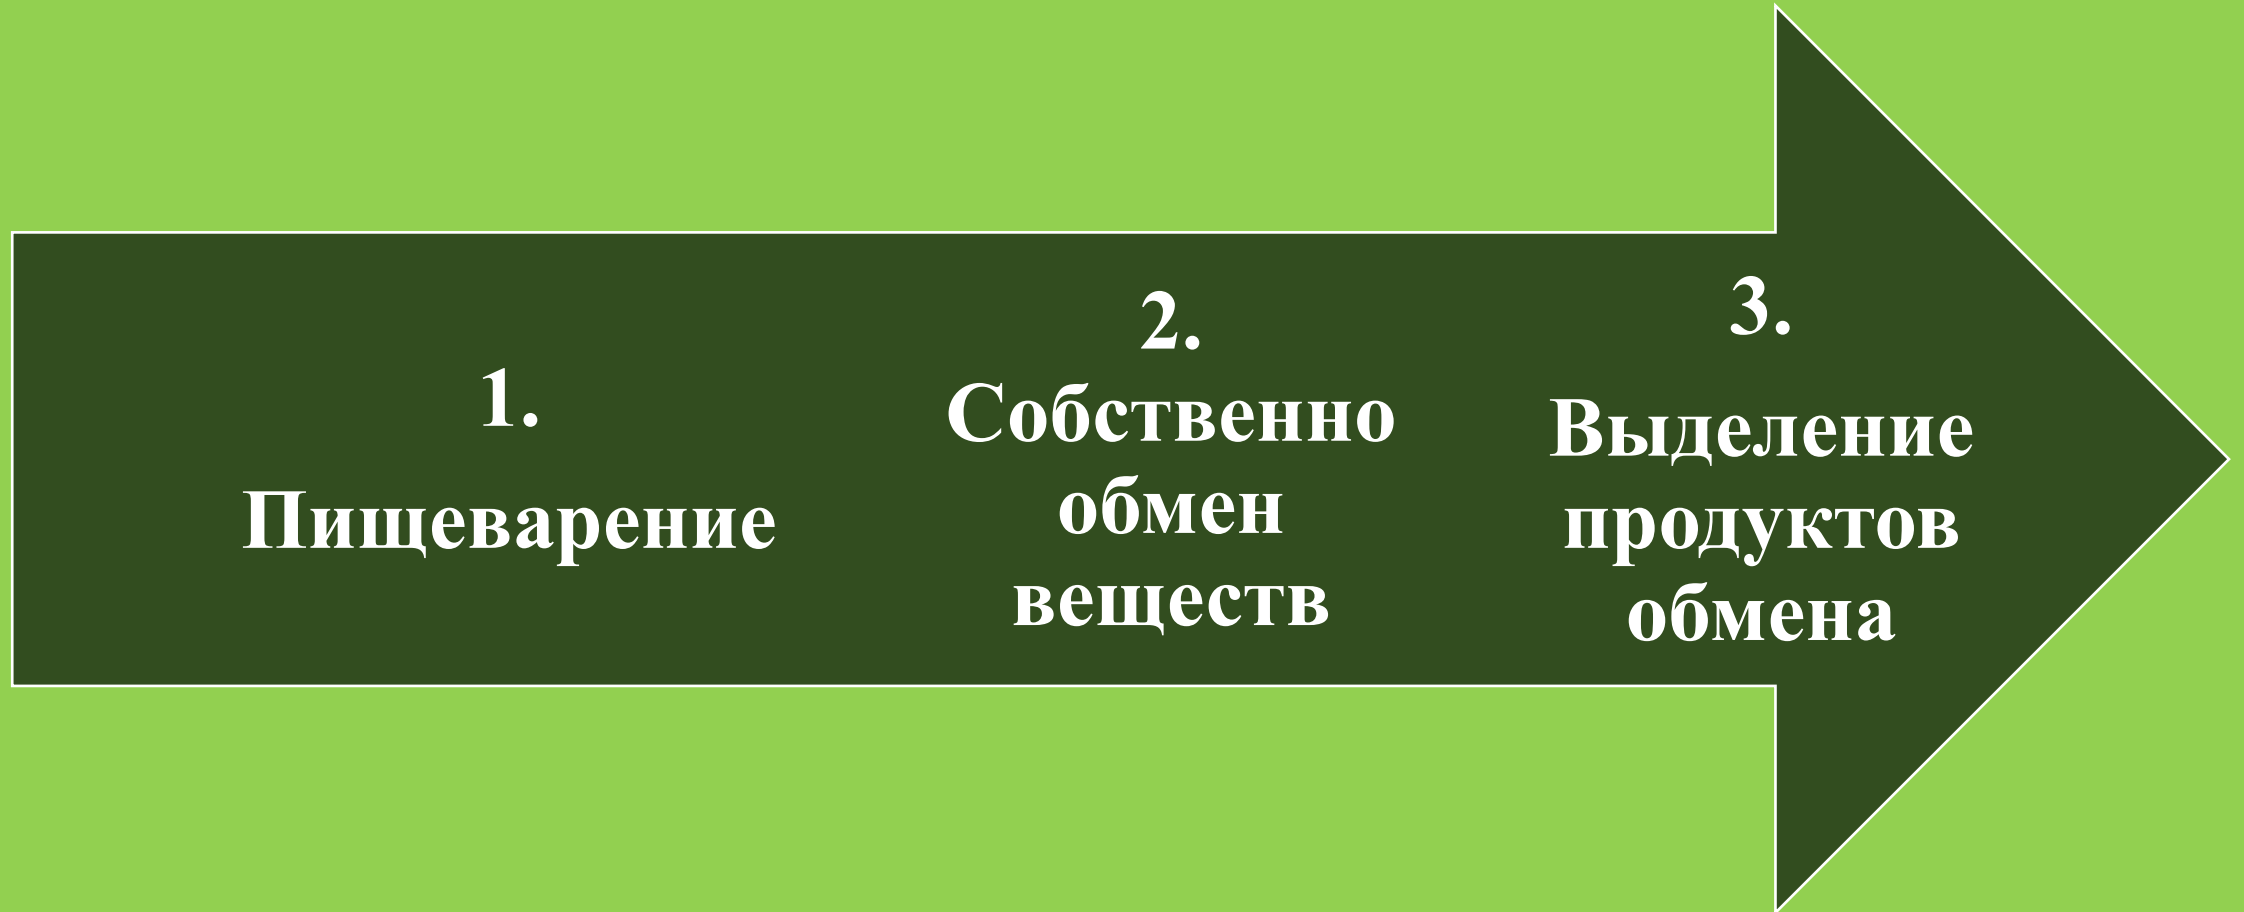 1.
Пищеварение
2.
Собственно
обмен
веществ
3.
Выделение
продуктов
обмена